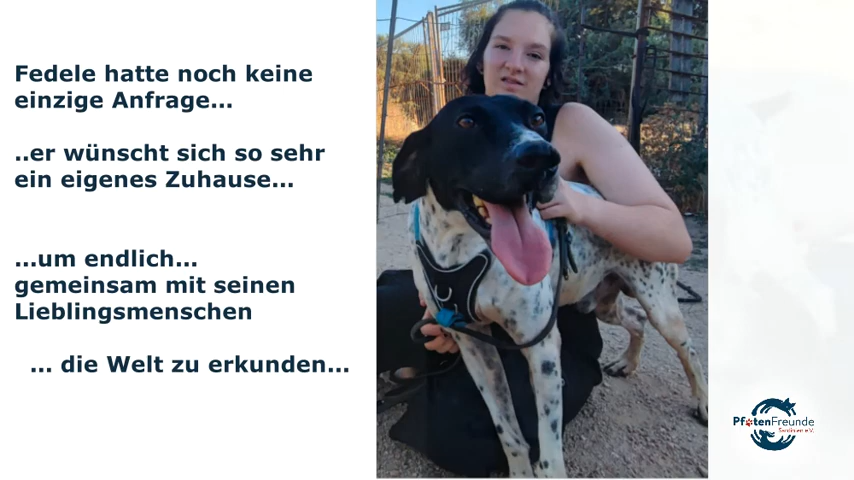 Fedele hatte noch keine
einzige Anfrage...
..er wünscht sich so sehr
ein eigenes Zuhause...
...um endlich...
gemeinsam mit seinen
Lieblingsmenschen
... die Welt zu erkunden...
PfotenFreunde
Sardinien e.V.